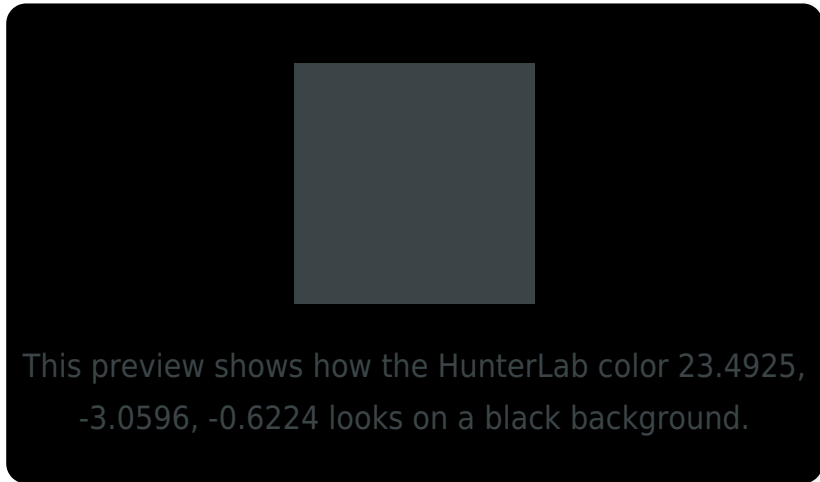 This preview shows how the HunterLab color 23.4925,
-3.0596, -0.6224 looks on a black background.